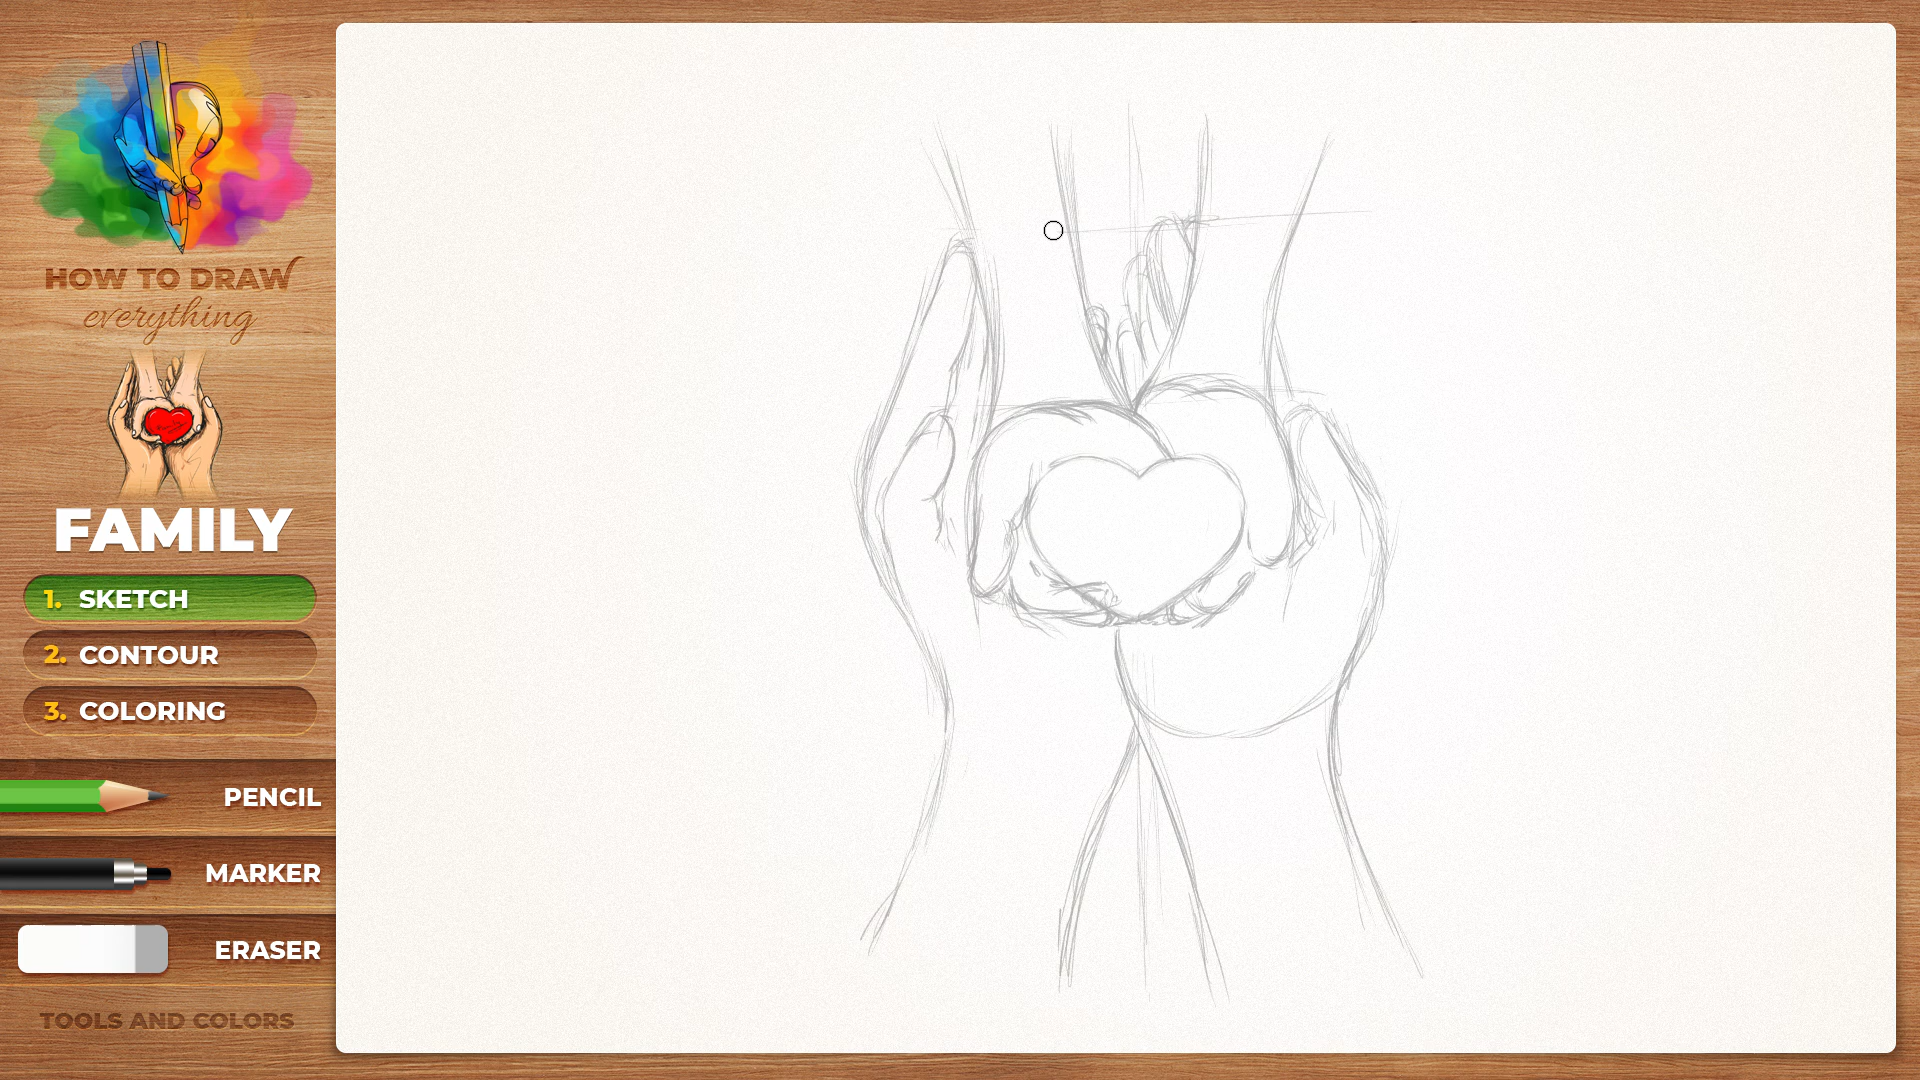 HOW TO DRAW
everything
FAMILY
1. SKETCH
2. CONTOUR
3. COLORING
PENCIL
MARKER
ERASER
TOOLS AND COLORS